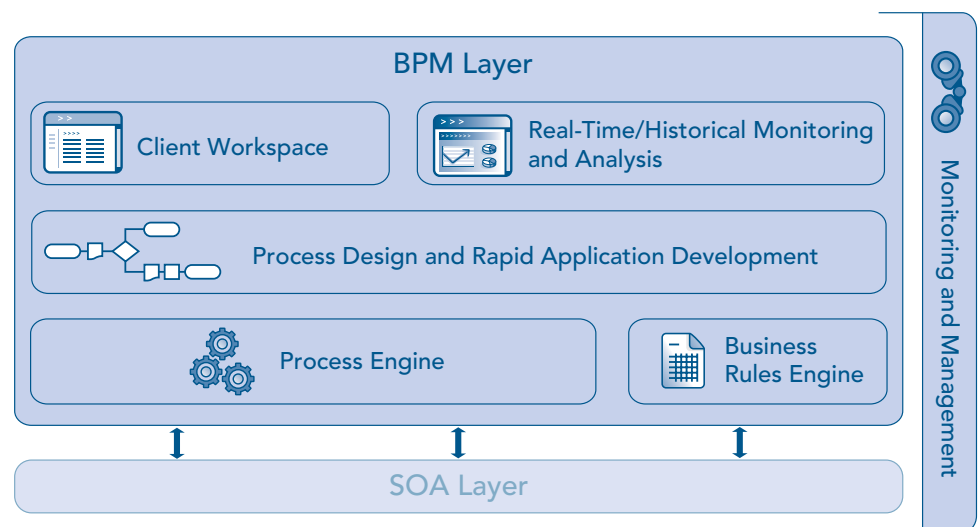 BPM Layer
Client Workspace
Real-Time/Historical Monitoring
and Analysis
Process Design and Rapid Application Development
Process Engine
Business
Rules Engine
SOA Layer
Monitoring and Management